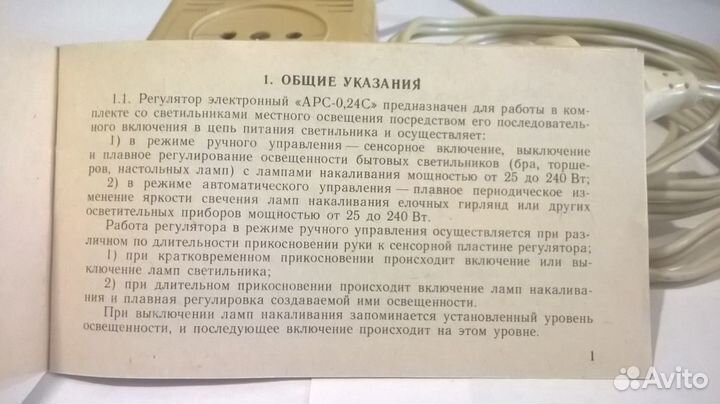 1. ОБЩИЕ УКАЗАНИЯ
1.1. Регулятор электронный «АРС-0,24С» предназначен для работы в ком-
плекте со светильниками местного освещения посредством его последователь-
ного включения в цепь питания светильника и осуществляет:
1) в режиме ручного управления — сенсорное включение, выключение
и плавное регулирование освещенности бытовых светильников (бра, торше-
ров, настольных ламп) с лампами накаливания мощностью от 25 до 240 Вт;
2) в режиме автоматического управления — плавное периодическое из-
менение яркости свечения ламп накаливания елочных гирлянд или других
осветительных приборов мощностью от 25 до 240 Вт.
Работа регулятора в режиме ручного управления осуществляется при раз-
личном по длительности прикосновении руки к сенсорной пластине регулятора;
1) при кратковременном прикосновении происходит включение или вы-
ключение ламп светильника;
2) при длительном прикосновении происходит включение ламп накалива-
ния и плавная регулировка создаваемой ими освещенности.
При выключении ламп накаливания запоминается установленный уровень
освещенности, и последующее включение происходит на этом уровне.
1
Avito